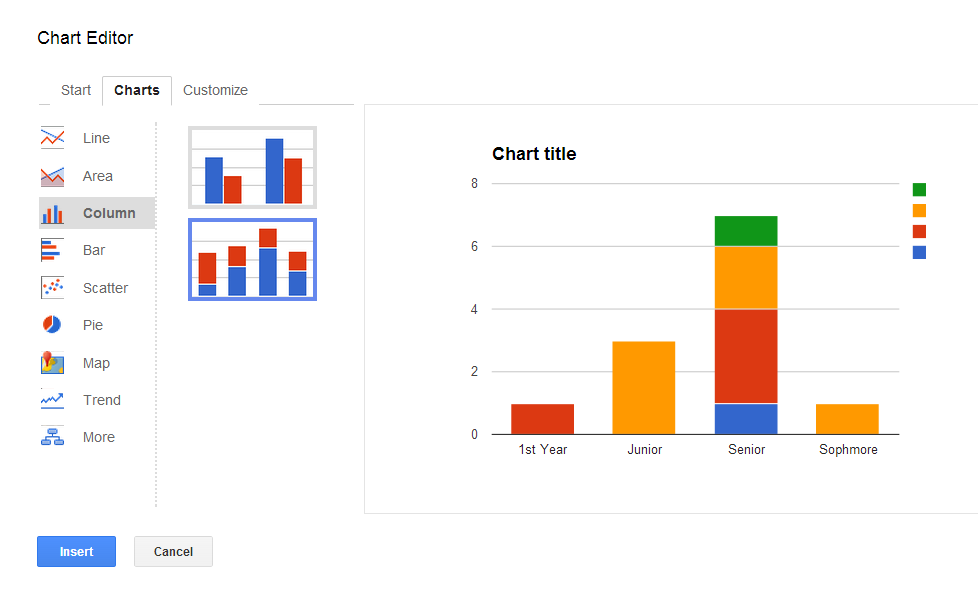 Chart Editor
Start Charts Customize
Line
Area
Column
Bar
Scatter
Pie
Map
Trend
More
Chart title
8
6
4
2
0
1st Year Junior Senior Sophmore
Insert Cancel